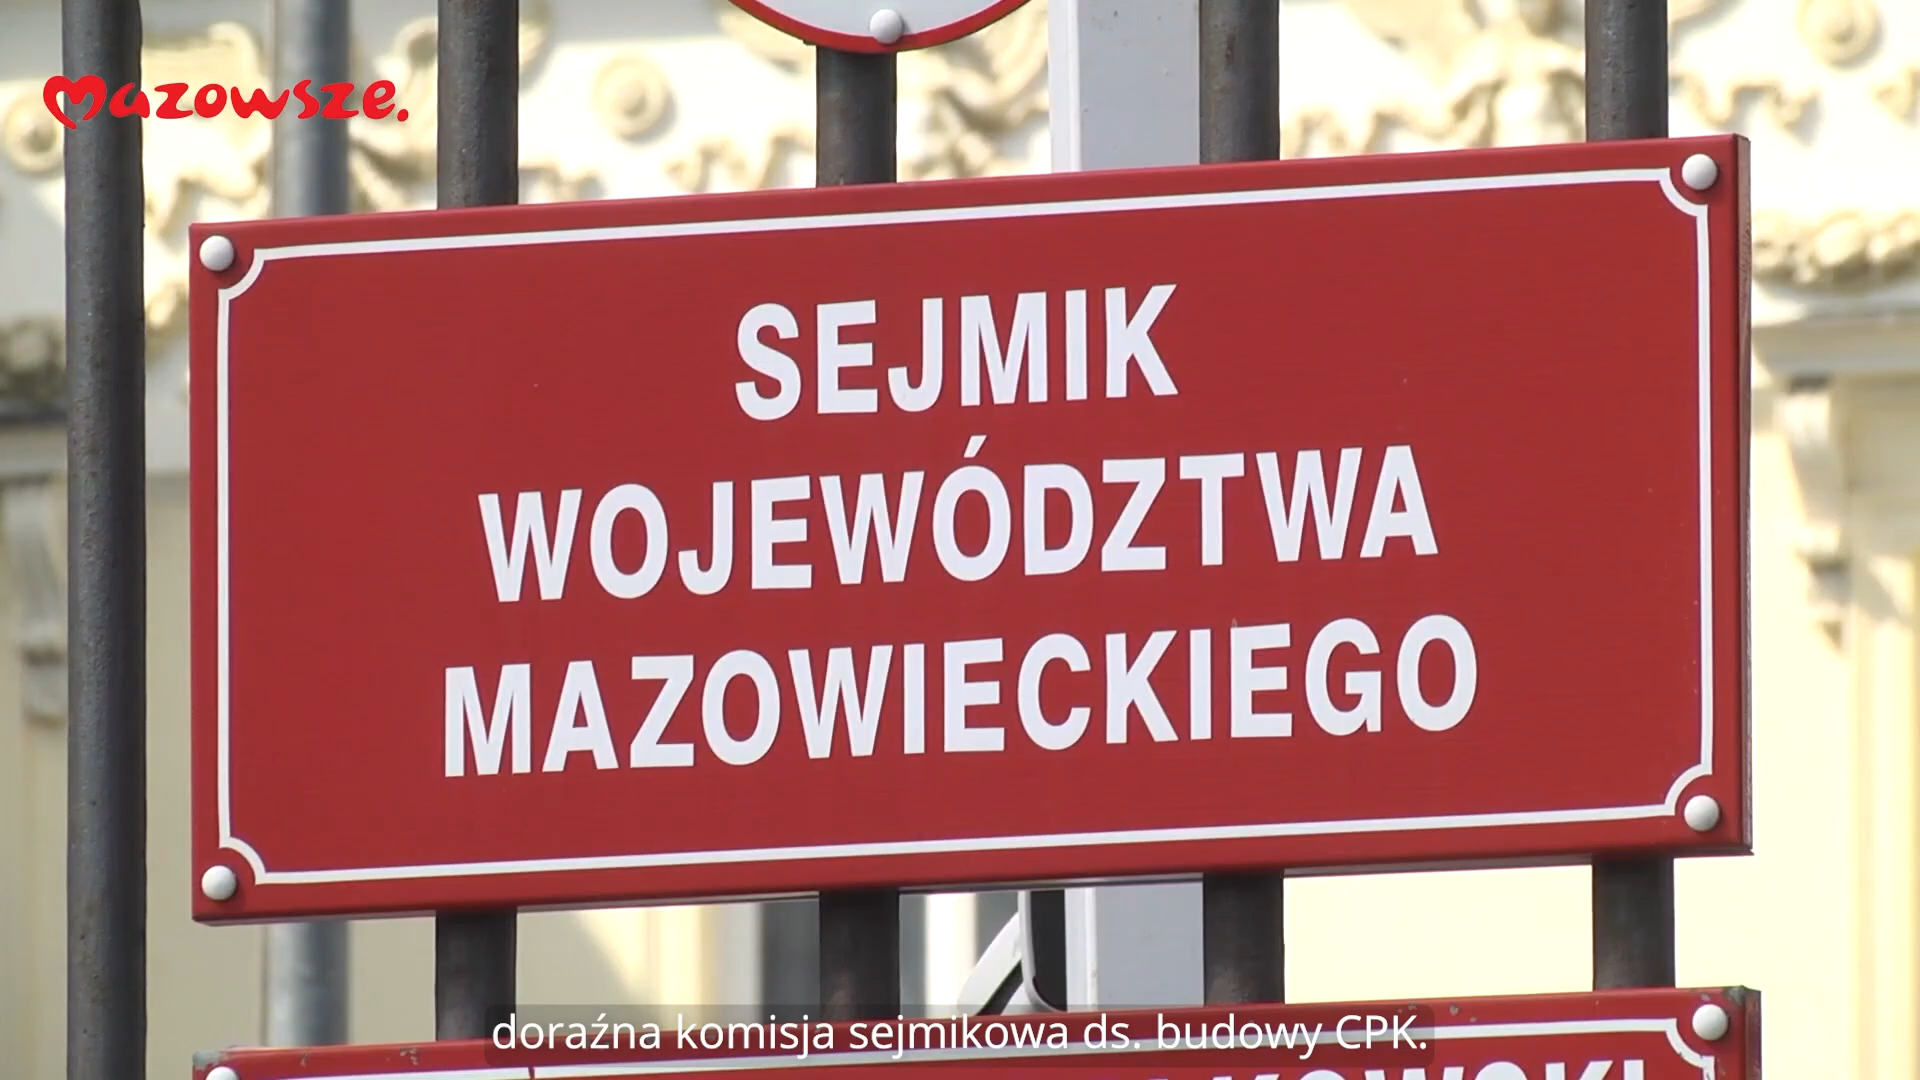 Mazowsze.
SEJMIK
WOJEWÓDZTWA
MAZOWIECKIEGO
doraźna komisja sejmikowa ds. budowy CPK.